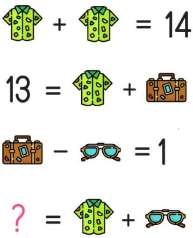 + = 14
13 = +
− = 1
? = +